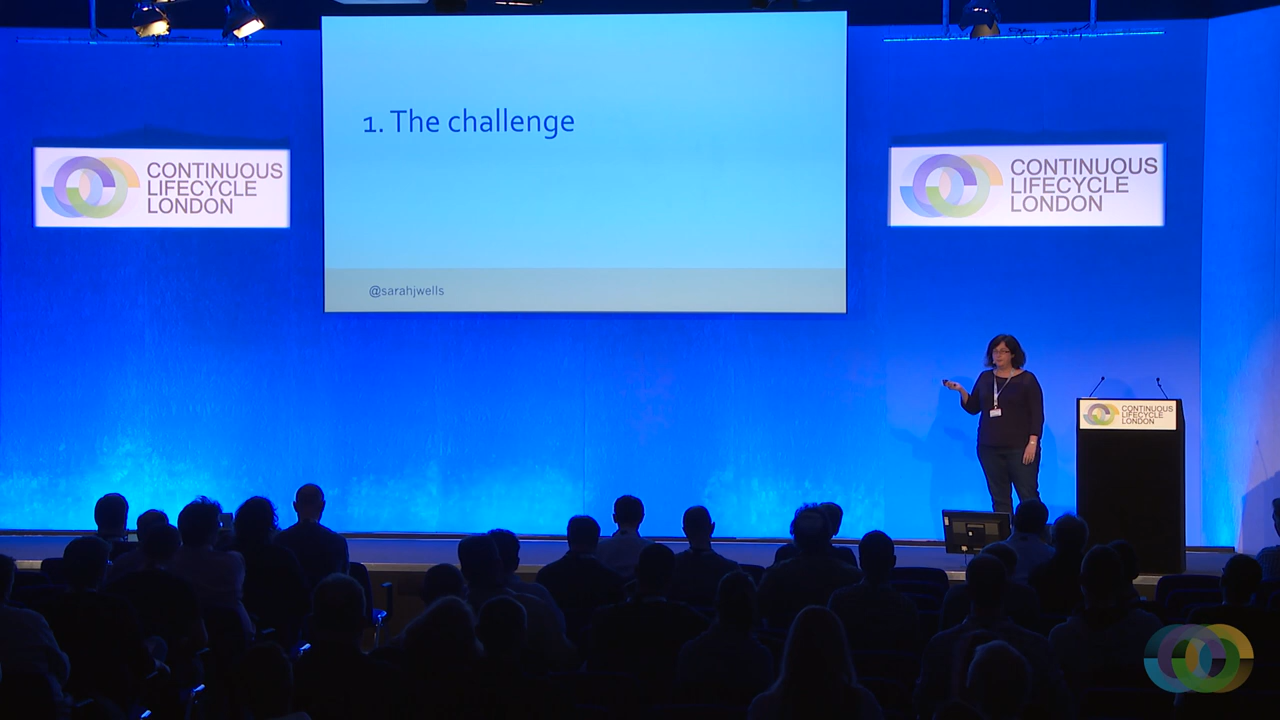 1. The challenge
@sarahjwells
CONTINUOUS
LIFECYCLE
LONDON
CONTINUOUS
LIFECYCLE
LONDON
CONTINUOUS
LIFECYCLE
LONDON